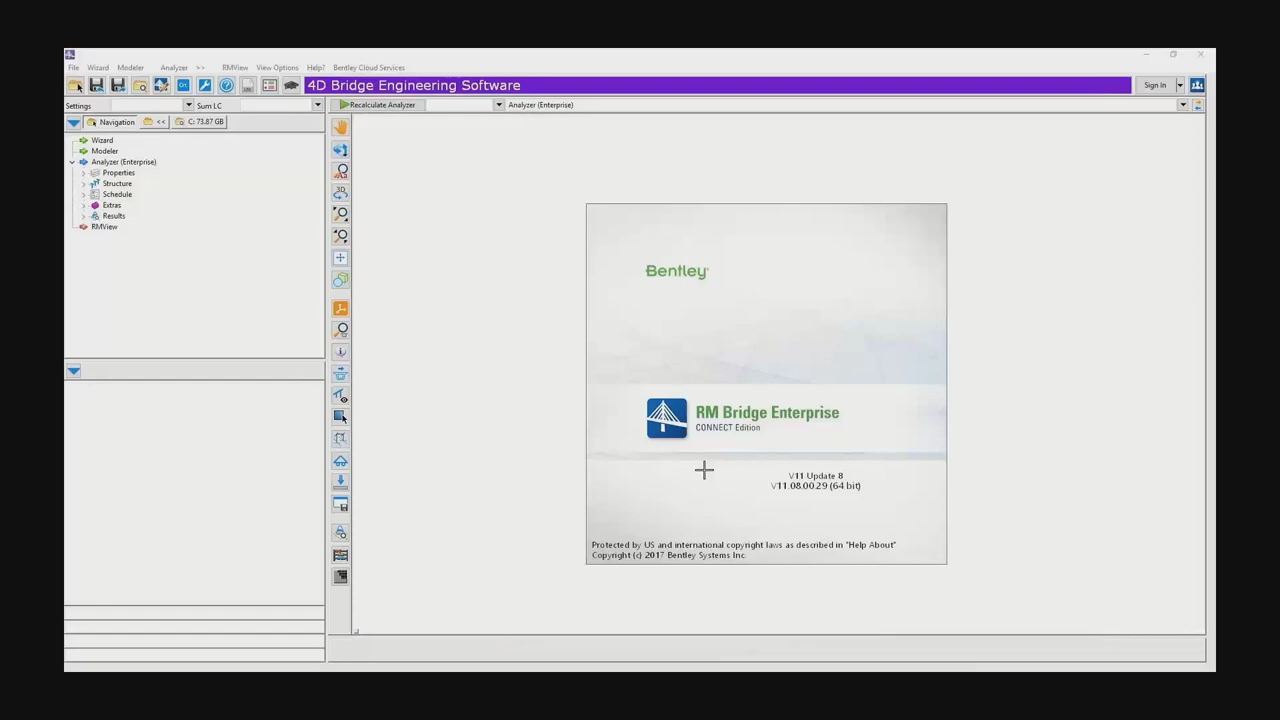 File Wizard Modeler Analyzer >> RMView View Options Help? Bentley Cloud Services
4D Bridge Engineering Software
Sign In
Settings Sum LC Recalculate Analyzer Analyzer (Enterprise)
Navigation << C: 73.87 GB
Wizard
Modeler
Analyzer (Enterprise)
Properties
Structure
Schedule
Extras
Results
RMView
3D
Bentley
RM Bridge Enterprise
CONNECT Edition
V11 Update 8
V11.08.00.29 (64 bit)
Protected by US and international copyright laws as described in "Help About"
Copyright (c) 2017 Bentley Systems Inc.